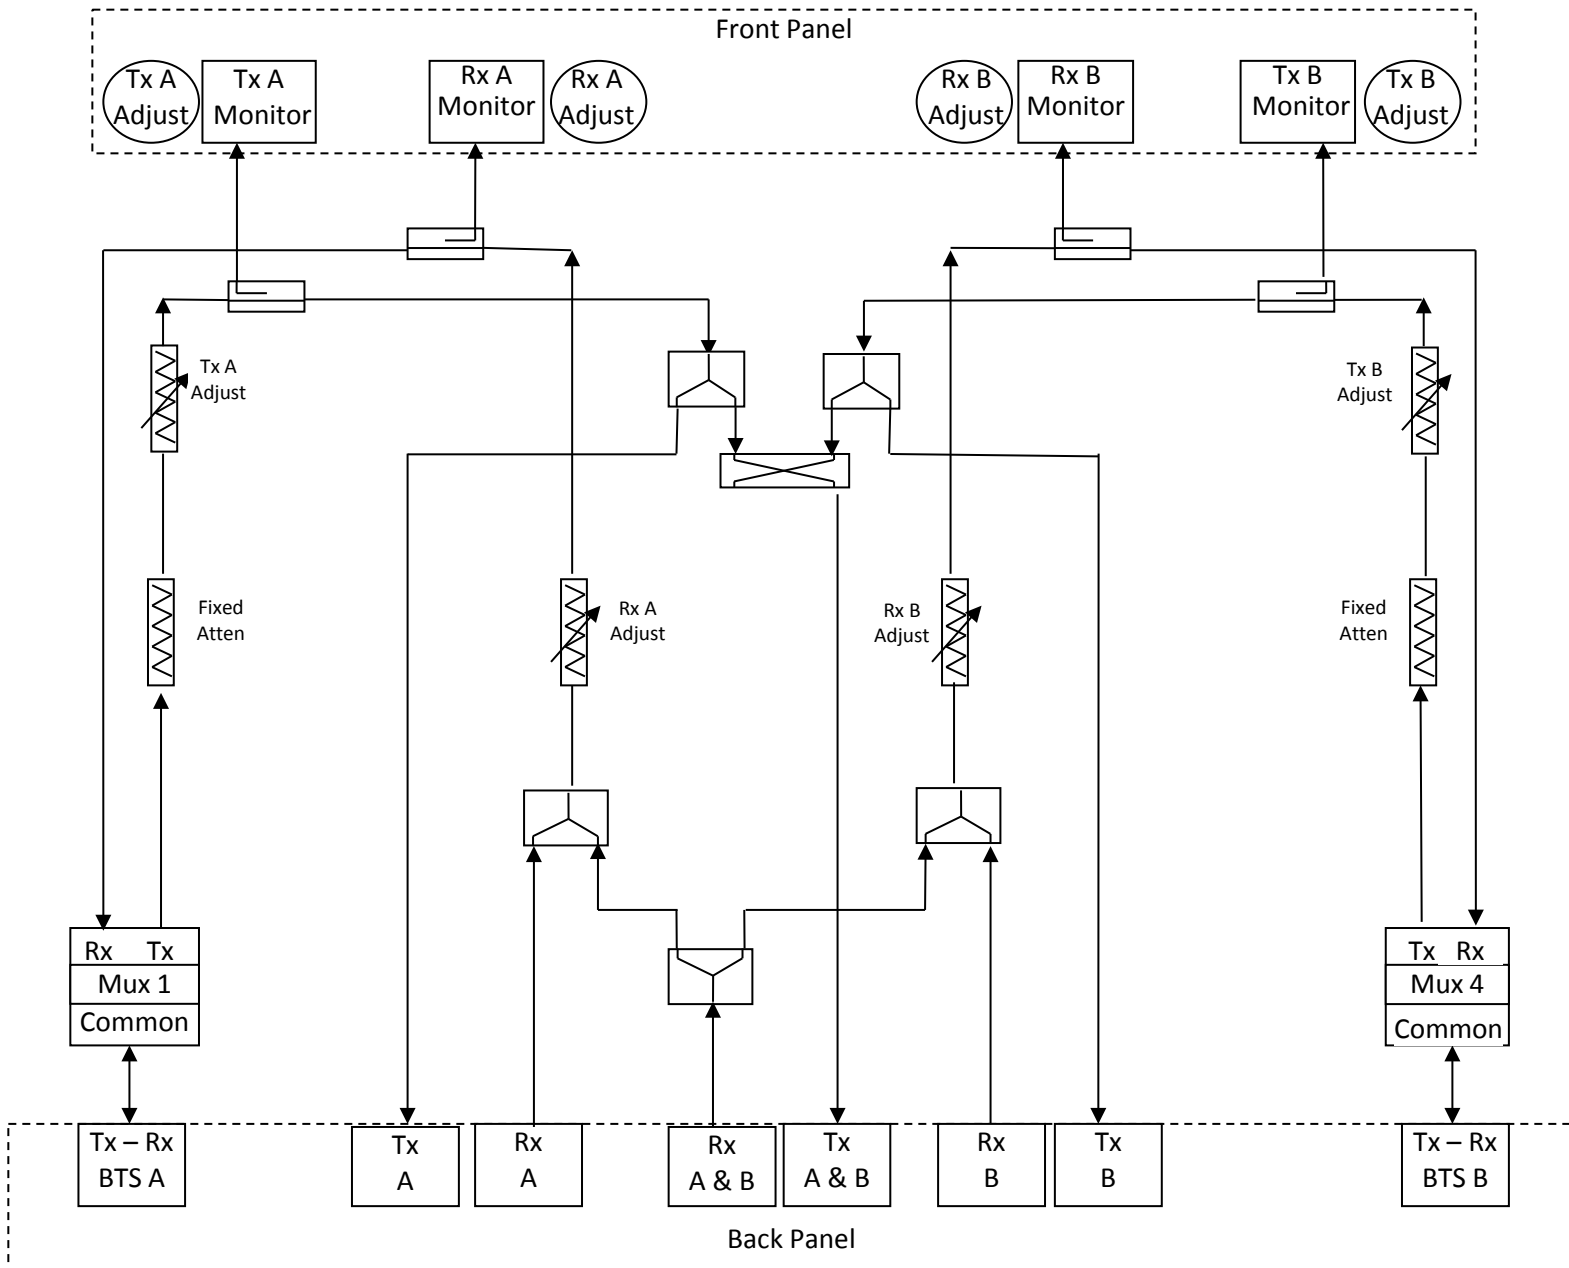 Front Panel
Tx A
Adjust
Tx A
Monitor
Rx A
Monitor
Rx A
Adjust
Rx B
Adjust
Rx B
Monitor
Tx B
Monitor
Tx B
Adjust
Tx A
Adjust
Tx B
Adjust
Fixed
Atten
Rx A
Adjust
Rx B
Adjust
Fixed
Atten
Rx Tx
Mux 1
Common
Tx Rx
Mux 4
Common
Tx – Rx
BTS A
Tx
A
Rx
A
Rx
A & B
Tx
A & B
Rx
B
Tx
B
Tx – Rx
BTS B
Back Panel